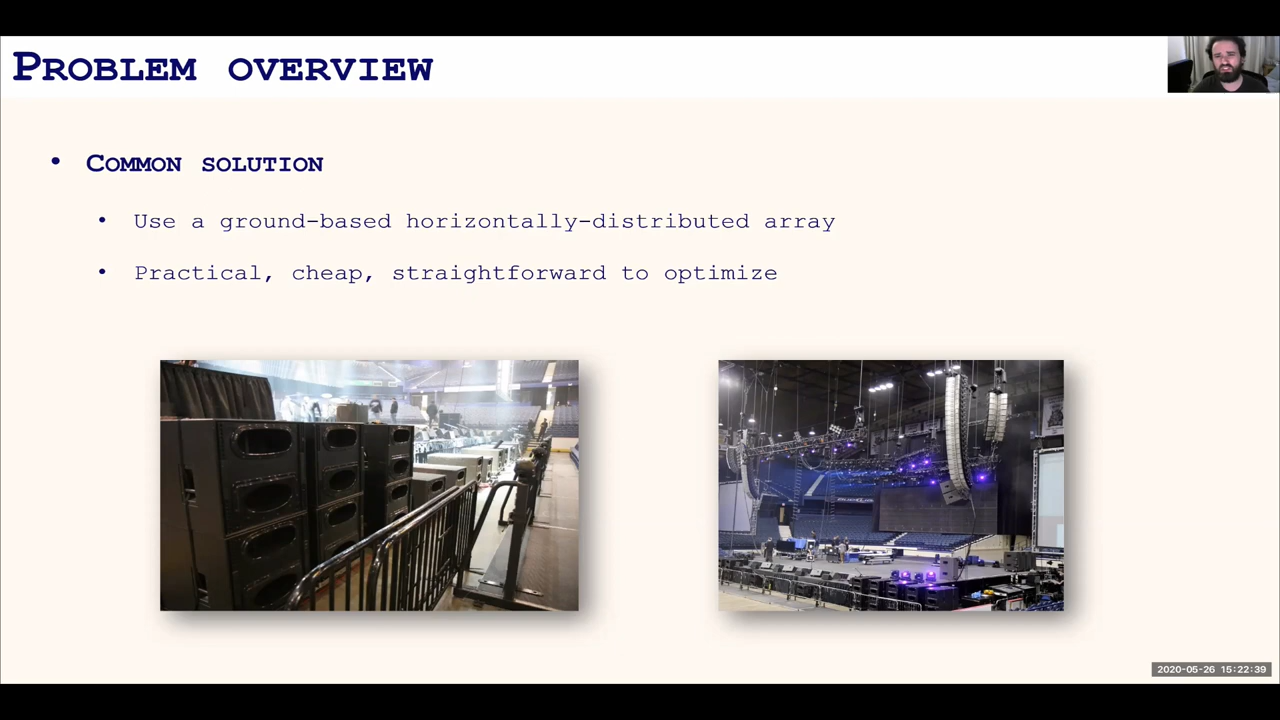 PROBLEM OVERVIEW
• COMMON SOLUTION
• Use a ground-based horizontally-distributed array
• Practical, cheap, straightforward to optimize
2020-05-26 15:22:39